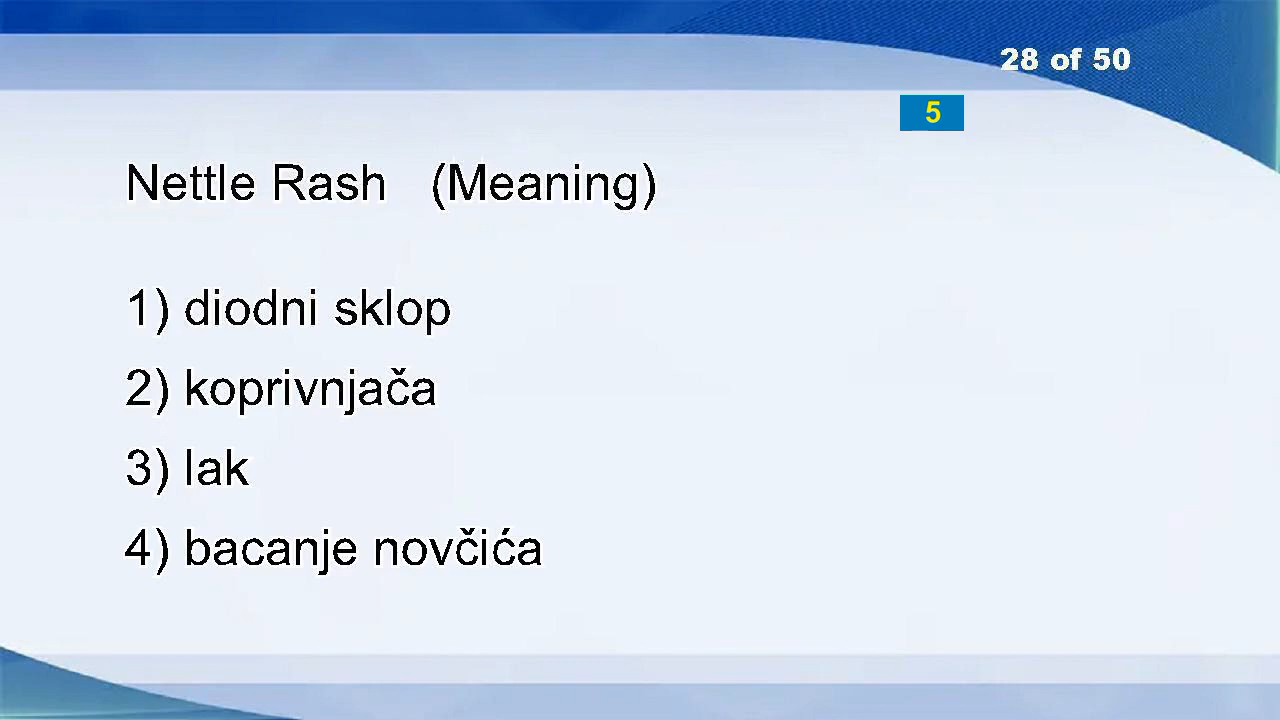 28 of 50
5
Nettle Rash (Meaning)
1) diodni sklop
2) koprivnjača
3) lak
4) bacanje novčića